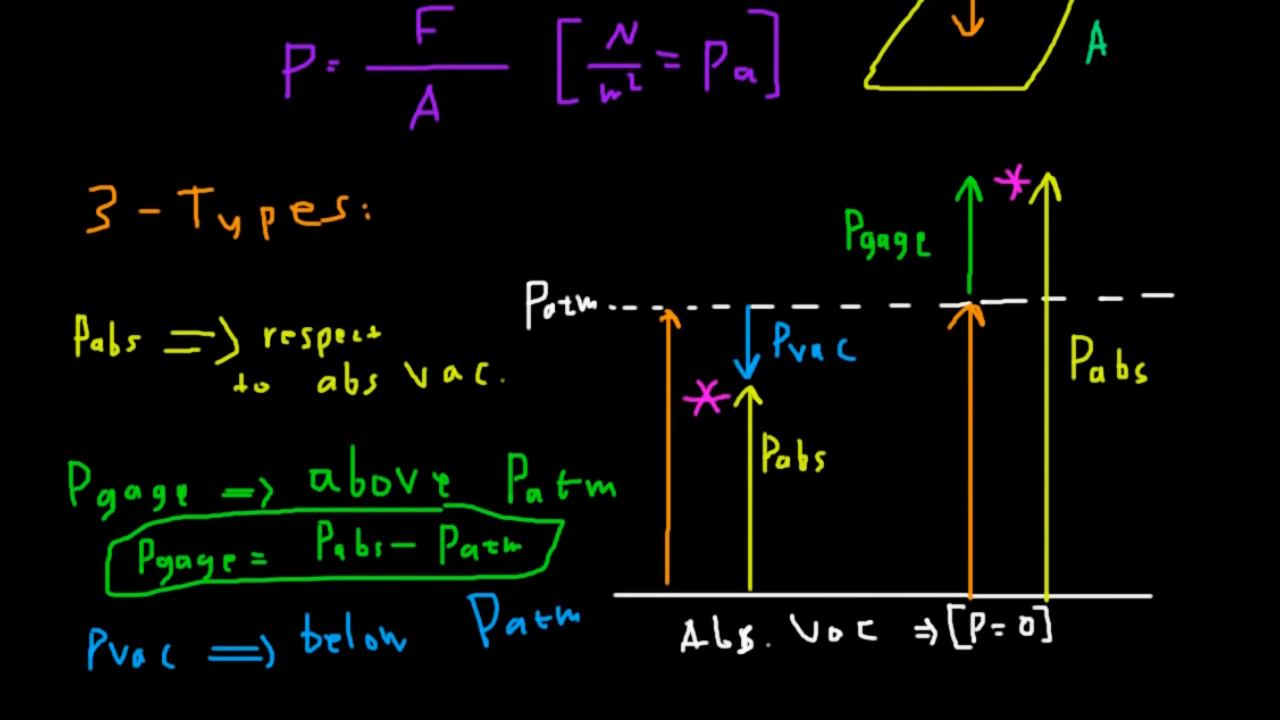 P = F / A [N / m² = Pa]
A
3 - Types:
Pabs => respect
to abs vac.
Pgage => above Patm
Pgage = Pabs - Patm
Pvac => below Patm
Pgage
Patm
Pvac
Pabs
Pabs
Abs. Vac => [P = 0]